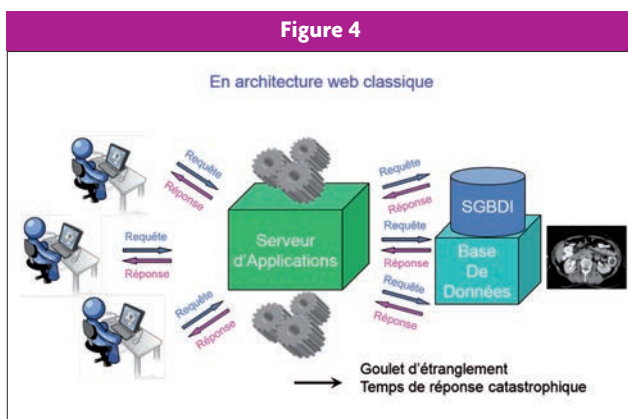 Figure 4
En architecture web classique
Requête
Réponse
Requête
Réponse
Requête
Réponse
Serveur
d'Applications
Requête
Réponse
Requête
Réponse
Requête
Réponse
SGBDI
Base
De
Données
Goulet d'étranglement
Temps de réponse catastrophique